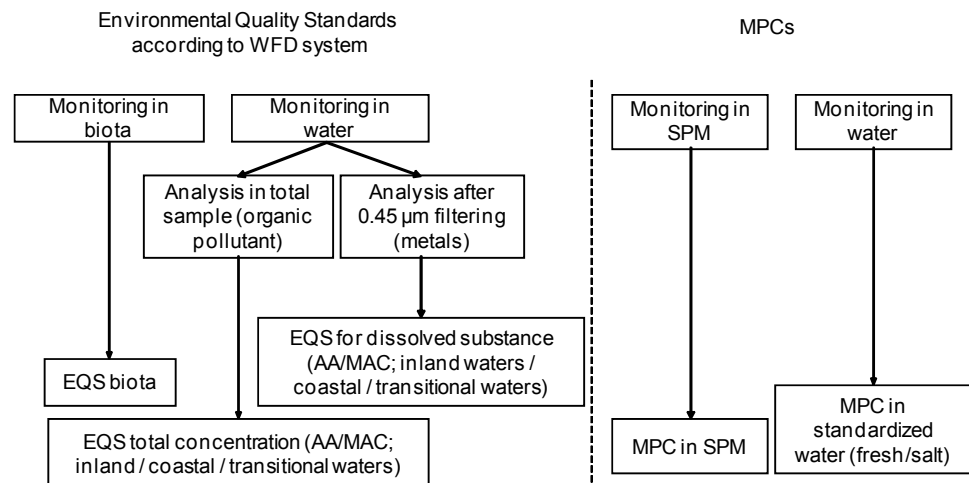 Environmental Quality Standards
according to WFD system
MPCs
Monitoring in
biota
Monitoring in
water
Monitoring in
SPM
Monitoring in
water
Analysis in total
sample (organic
pollutant)
Analysis after
0.45 µm filtering
(metals)
EQS for dissolved substance
(AA/MAC; inland waters /
coastal / transitional waters)
EQS biota
EQS total concentration (AA/MAC;
inland / coastal / transitional waters)
MPC in SPM
MPC in
standardized
water (fresh/salt)